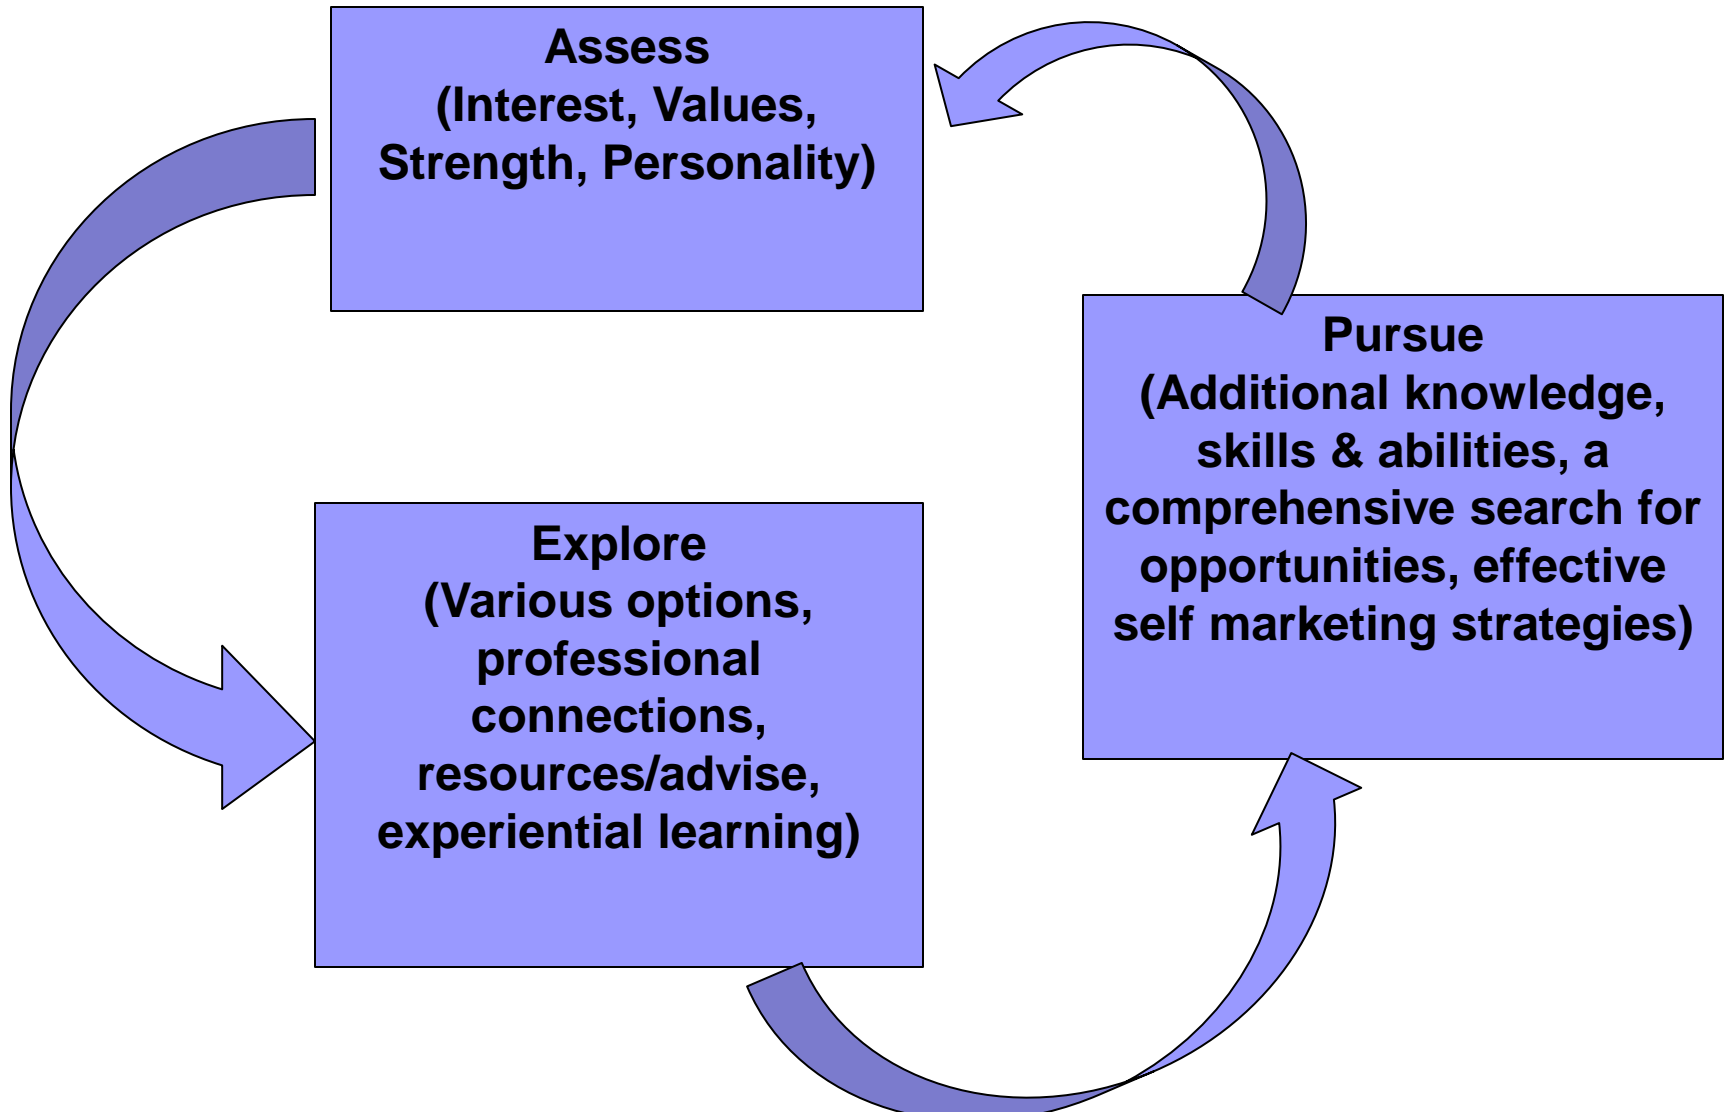 Assess
(Interest, Values,
Strength, Personality)
Explore
(Various options,
professional
connections,
resources/advise,
experiential learning)
Pursue
(Additional knowledge,
skills & abilities, a
comprehensive search for
opportunities, effective
self marketing strategies)